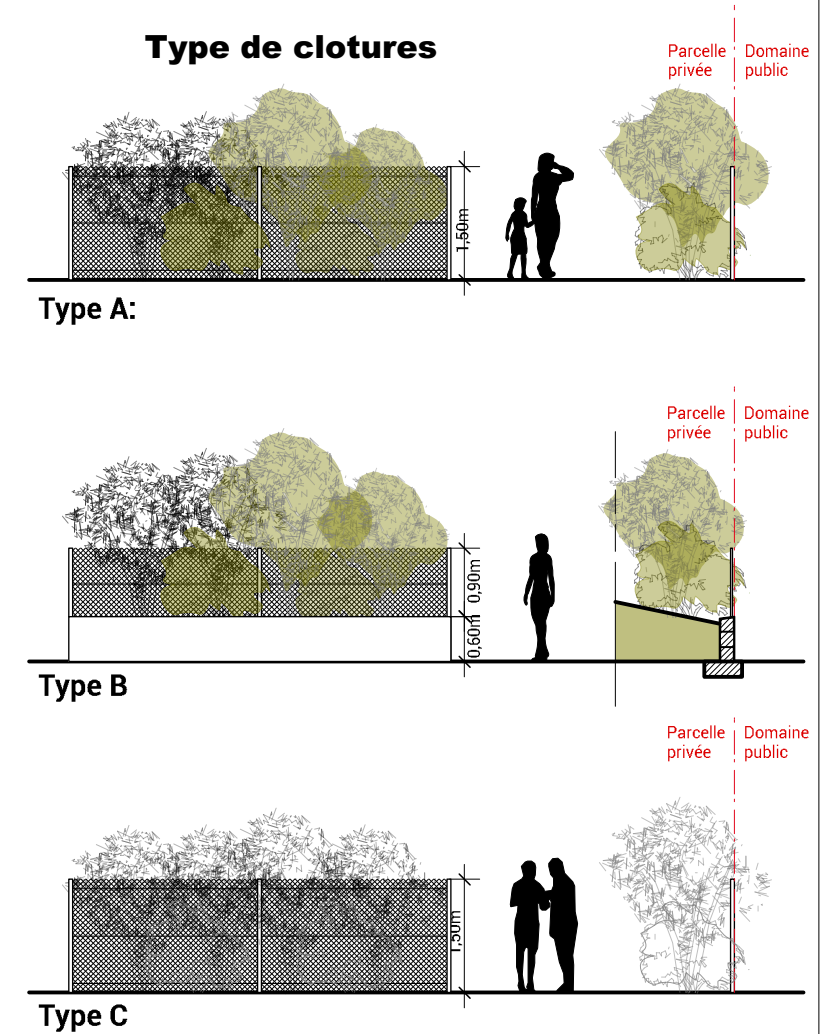 Type de clotures
Parcelle privée
Domaine public
1,50m
Type A:
Parcelle privée
Domaine public
0,90m
0,60m
Type B
Parcelle privée
Domaine public
1,50m
Type C